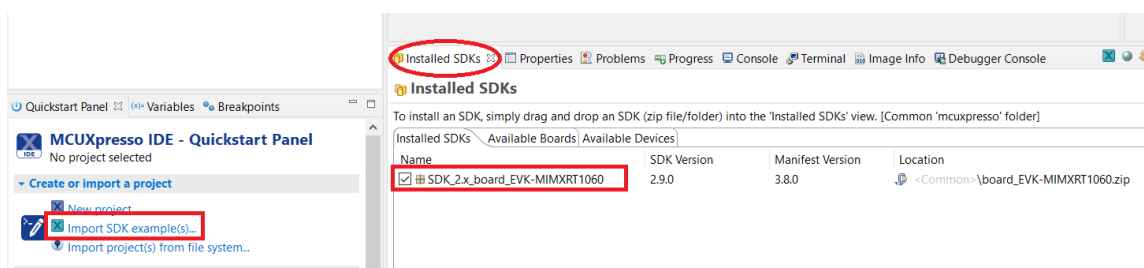 Installed SDKs Properties Problems Progress Console Terminal Image Info Debugger Console
Installed SDKs
To install an SDK, simply drag and drop an SDK (zip file/folder) into the 'Installed SDKs' view. [Common 'mcuxpresso' folder]
Installed SDKs Available Boards Available Devices
Name SDK Version Manifest Version Location
SDK_2.x_board_EVK-MIMXRT1060 2.9.0 3.8.0 <Common>\board_EVK-MIMXRT1060.zip
Quickstart Panel (x)= Variables Breakpoints
MCUXpresso IDE - Quickstart Panel
IDE
No project selected
Create or import a project
New project...
Import SDK example(s)...
Import project(s) from file system...